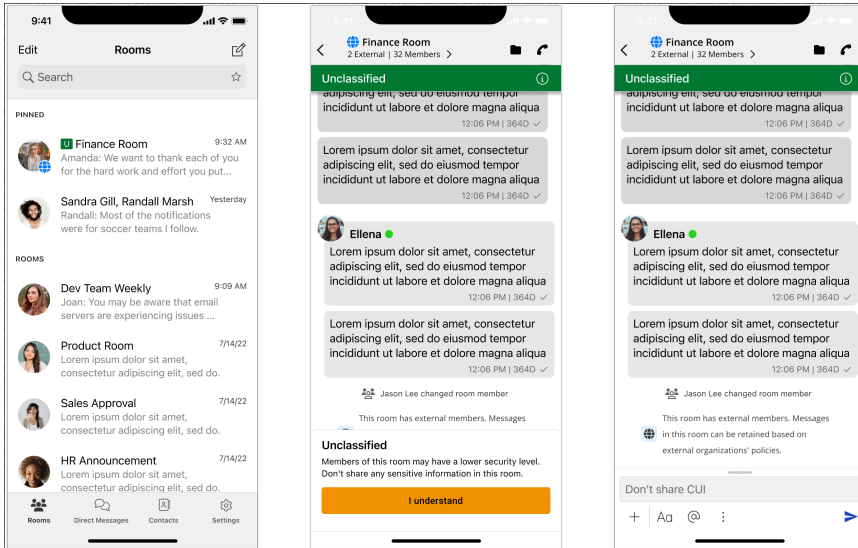 9:41
Edit
Rooms
Search
PINNED
U Finance Room
9:32 AM
Amanda: We want to thank each of you
for the hard work and effort you put...
Sandra Gill, Randall Marsh
Yesterday
Randall: Most of the notifications
were for soccer teams I follow.
ROOMS
Dev Team Weekly
9:09 AM
Joan: You may be aware that email
servers are experiencing issues ...
Product Room
7/14/22
Lorem ipsum dolor sit amet,
consectetur adipiscing elit, sed do.
Sales Approval
7/14/22
Lorem ipsum dolor sit amet,
consectetur adipiscing elit, sed do.
HR Announcement
7/14/22
Lorem ipsum dolor sit amet,
consectetur adipiscing elit, sed do.
Rooms
Direct Messages
Contacts
Settings
9:41
Finance Room
2 External | 32 Members >
Unclassified
adipiscing elit, sed do eiusmod tempor
incididunt ut labore et dolore magna aliqua
12:06 PM | 364D
Lorem ipsum dolor sit amet, consectetur
adipiscing elit, sed do eiusmod tempor
incididunt ut labore et dolore magna aliqua
12:06 PM | 364D
Ellena
Lorem ipsum dolor sit amet, consectetur
adipiscing elit, sed do eiusmod tempor
incididunt ut labore et dolore magna aliqua
12:06 PM | 364D
Lorem ipsum dolor sit amet, consectetur
adipiscing elit, sed do eiusmod tempor
incididunt ut labore et dolore magna aliqua
12:06 PM | 364D
Jason Lee changed room member
This room has external members. Messages
Unclassified
Members of this room may have a lower security level.
Don't share any sensitive information in this room.
I understand
9:41
Finance Room
2 External | 32 Members >
Unclassified
adipiscing elit, sed do eiusmod tempor
incididunt ut labore et dolore magna aliqua
12:06 PM | 364D
Lorem ipsum dolor sit amet, consectetur
adipiscing elit, sed do eiusmod tempor
incididunt ut labore et dolore magna aliqua
12:06 PM | 364D
Ellena
Lorem ipsum dolor sit amet, consectetur
adipiscing elit, sed do eiusmod tempor
incididunt ut labore et dolore magna aliqua
12:06 PM | 364D
Lorem ipsum dolor sit amet, consectetur
adipiscing elit, sed do eiusmod tempor
incididunt ut labore et dolore magna aliqua
12:06 PM | 364D
Jason Lee changed room member
This room has external members. Messages
in this room can be retained based on
external organizations' policies.
Don't share CUI
+ Aa @